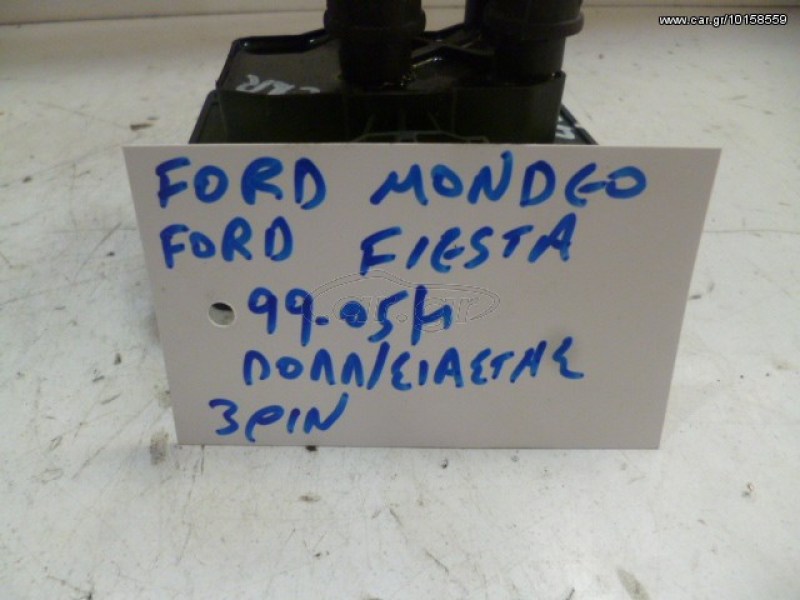 www.car.gr/10158559
FORD MONDEO
FORD FIESTA
99-05μ
ΠΟΛΛ/ΣΙΑΣΤΗΣ
3PIN